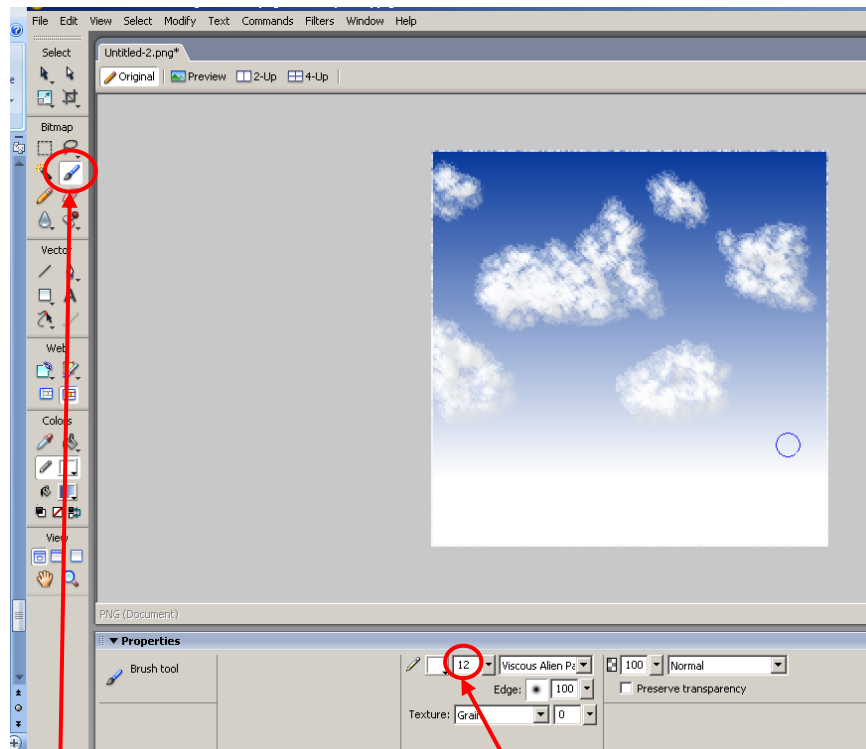 File Edit View Select Modify Text Commands Filters Window Help
Select
Untitled-2.png*
Original Preview 2-Up 4-Up
Bitmap
Vector
Web
Colors
View
PNG (Document)
Properties
Brush tool
12 Viscous Alien Pa 100 Normal
Edge: 100 Preserve transparency
Texture: Grain 0